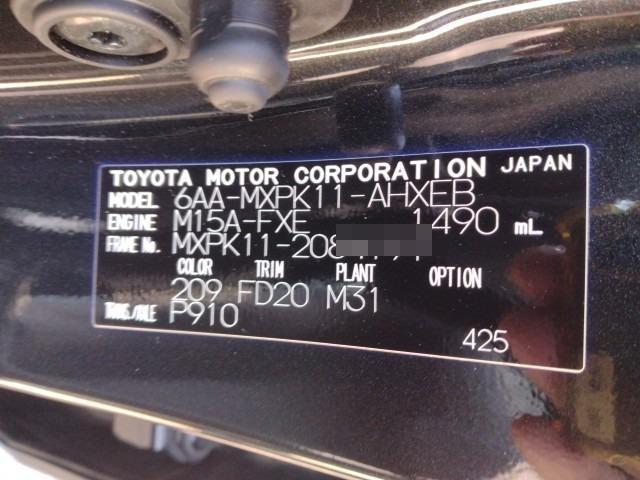 TOYOTA MOTOR CORPORATION JAPAN
MODEL 6AA-MXPK11-AHXEB
ENGINE M15A-FXE 1490 mL
FRAME No. MXPK11-208
COLOR TRIM PLANT OPTION
209 FD20 M31
TRANS./AXLE P910
425